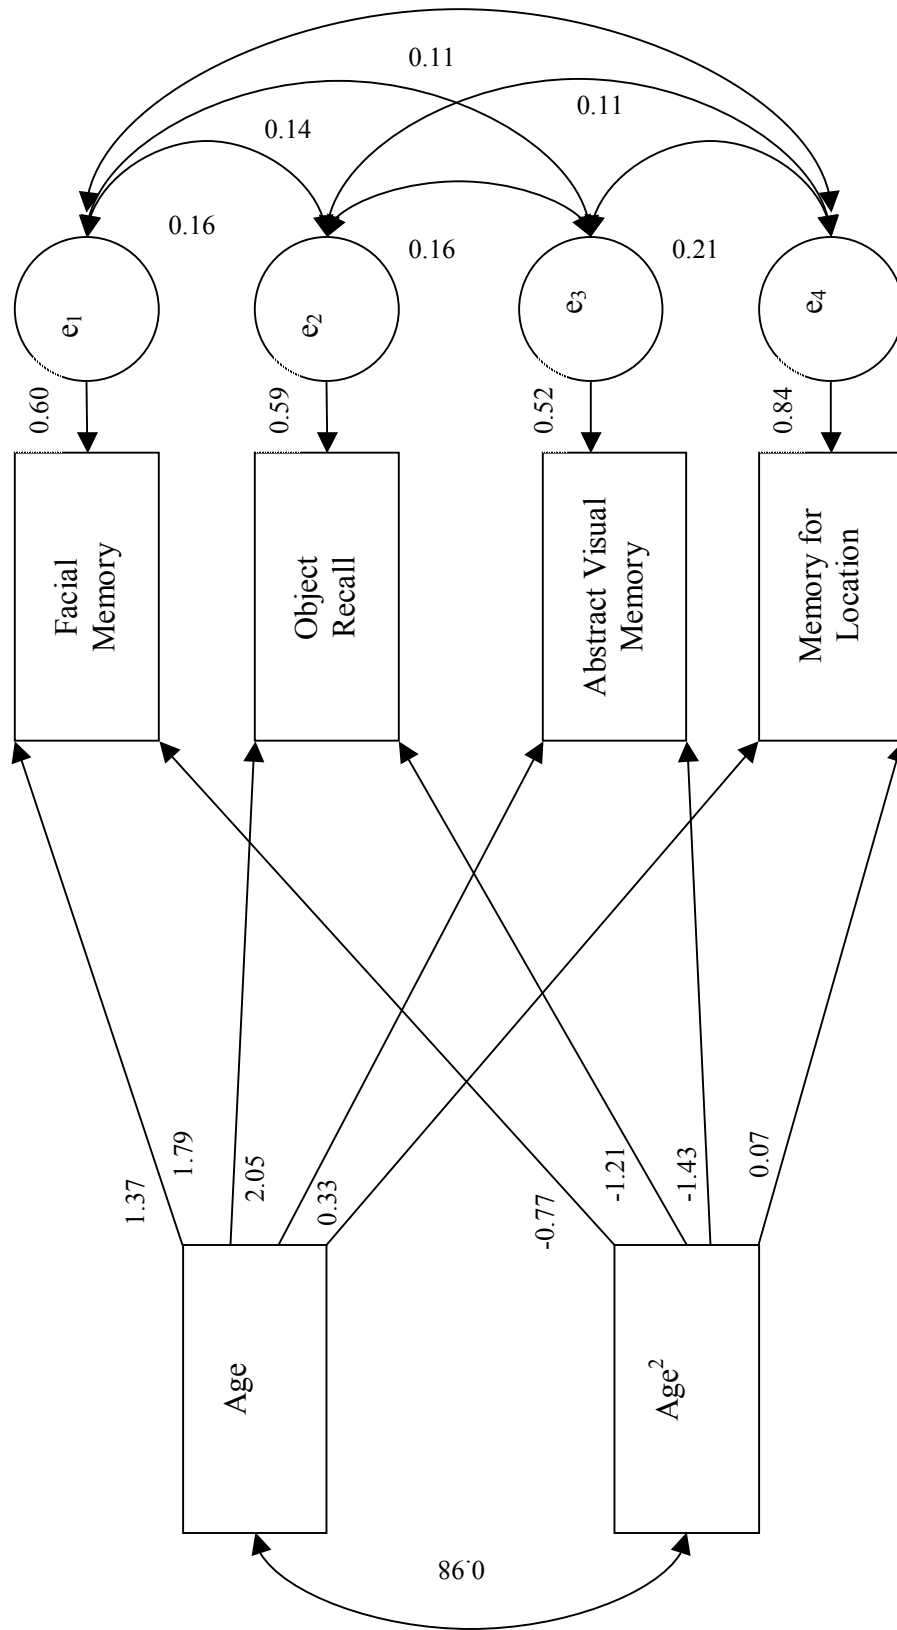 0.11
0.11
0.14
0.16
0.16
0.21
e1
e2
e3
e4
0.60
0.59
0.52
0.84
Facial
Memory
Object
Recall
Abstract Visual
Memory
Memory for
Location
1.37
1.79
2.05
0.33
-0.77
-1.21
-1.43
0.07
Age
Age²
0.98